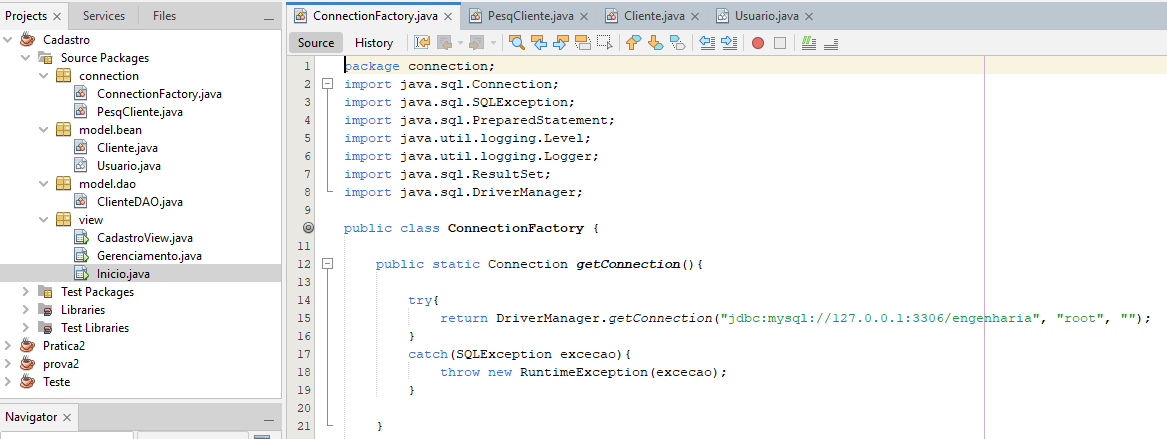 Projects × Services Files
Cadastro
Source Packages
connection
ConnectionFactory.java
PesqCliente.java
model.bean
Cliente.java
Usuario.java
model.dao
ClienteDAO.java
view
CadastroView.java
Gerenciamento.java
Inicio.java
Test Packages
Libraries
Test Libraries
Pratica2
prova2
Teste
Navigator ×
ConnectionFactory.java × PesqCliente.java × Cliente.java × Usuario.java ×
Source History
1 package connection;
2 import java.sql.Connection;
3 import java.sql.SQLException;
4 import java.sql.PreparedStatement;
5 import java.util.logging.Level;
6 import java.util.logging.Logger;
7 import java.sql.ResultSet;
8 import java.sql.DriverManager;
9
public class ConnectionFactory {
11
12 public static Connection getConnection(){
13
14 try{
15 return DriverManager.getConnection("jdbc:mysql://127.0.0.1:3306/engenharia", "root", "");
16 }
17 catch(SQLException excecao){
18 throw new RuntimeException(excecao);
19 }
20
21 }